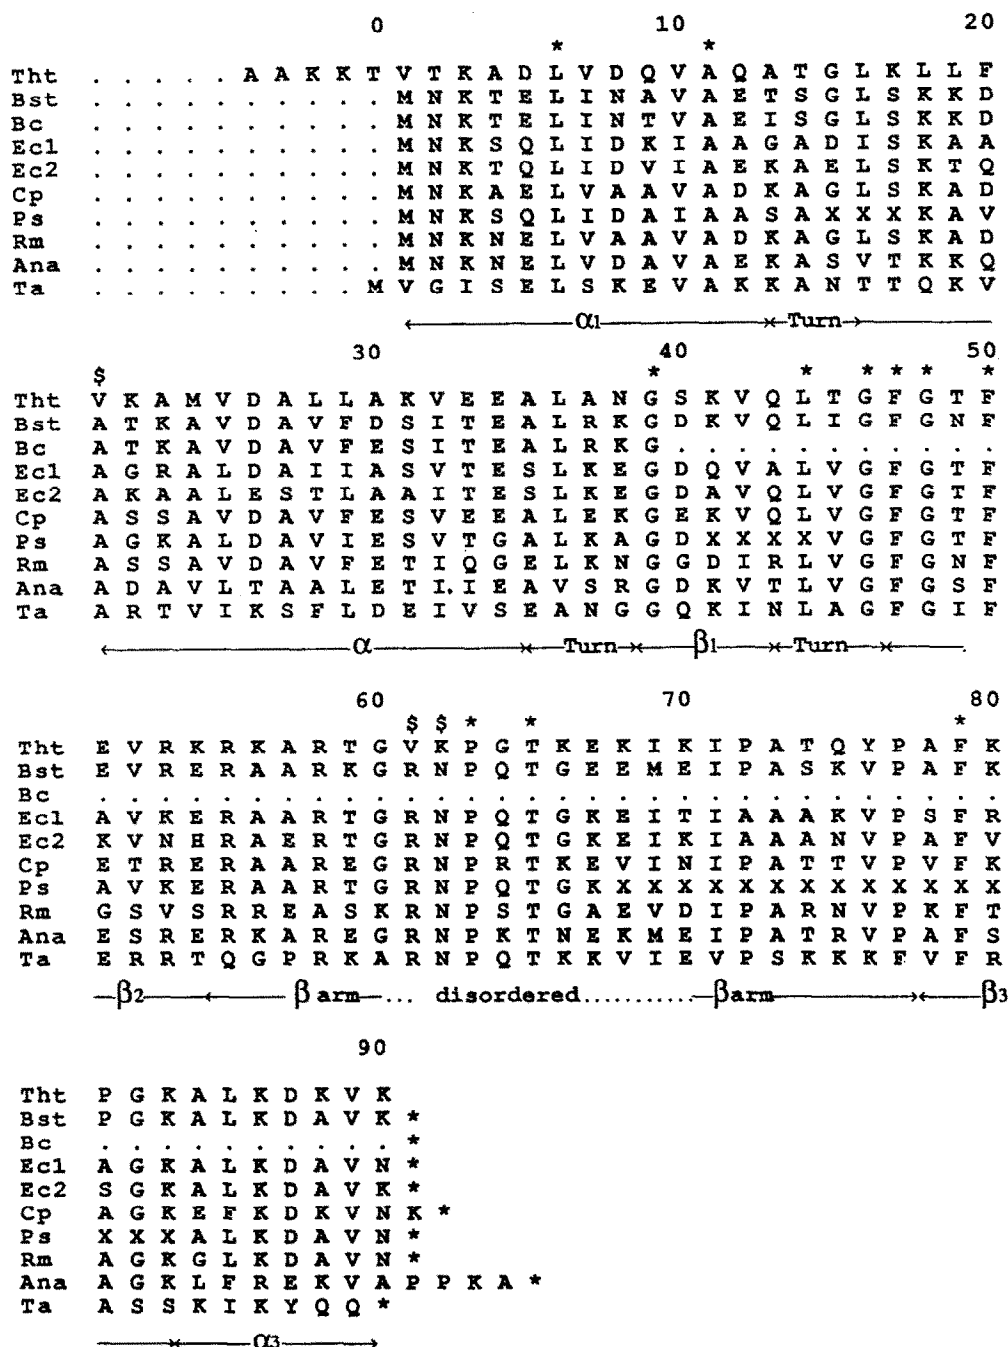 0 10 20
* *
Tht . . . . . A A K K T V T K A D L V D Q V A Q A T G L K L L F
Bst . . . . . . . . . . M N K T E L I N A V A E T S G L S K K D
Bc . . . . . . . . . . M N K T E L I N T V A E I S G L S K K D
Ec1 . . . . . . . . . . M N K S Q L I D K I A A G A D I S K A A
Ec2 . . . . . . . . . . M N K T Q L I D V I A E K A E L S K T Q
Cp . . . . . . . . . . M N K A E L V A A V A D K A G L S K A D
Ps . . . . . . . . . . M N K S Q L I D A I A A S A X X X K A V
Rm . . . . . . . . . . M N K N E L V A A V A D K A G L S K A D
Ana . . . . . . . . . . M N K N E L V D A V A E K A S V T K K Q
Ta . . . . . . . . . M V G I S E L S K E V A K K A N T T Q K V
α1 Turn
30 40 50
$ * * * * * *
Tht V K A M V D A L L A K V E E A L A N G S K V Q L T G F G T F
Bst A T K A V D A V F D S I T E A L R K G D K V Q L I G F G N F
Bc A T K A V D A V F E S I T E A L R K G . . . . . . . . . . .
Ec1 A G R A L D A I I A S V T E S L K E G D Q V A L V G F G T F
Ec2 A K A A L E S T L A A I T E S L K E G D A V Q L V G F G T F
Cp A S S A V D A V F E S V E E A L E K G E K V Q L V G F G T F
Ps A G K A L D A V I E S V T G A L K A G D X X X X V G F G T F
Rm A S S A V D A V F E T I Q G E L K N G G D I R L V G F G N F
Ana A D A V L T A A L E T I . I E A V S R G D K V T L V G F G S F
Ta A R T V I K S F L D E I V S E A N G G Q K I N L A G F G I F
α Turn β1 Turn
60 70 80
$ $ * * *
Tht E V R K R K A R T G V K P G T K E K I K I P A T Q Y P A F K
Bst E V R E R A A R K G R N P Q T G E E M E I P A S K V P A F K
Bc . . . . . . . . . . . . . . . . . . . . . . . . . . . . . .
Ec1 A V K E R A A R T G R N P Q T G K E I T I A A A K V P S F R
Ec2 K V N H R A E R T G R N P Q T G K E I K I A A A N V P A F V
Cp E T R E R A A R E G R N P R T K E V I N I P A T T V P V F K
Ps A V K E R A A R T G R N P Q T G K X X X X X X X X X X X X X
Rm G S V S R R E A S K R N P S T G A E V D I P A R N V P K F T
Ana E S R E R K A R E G R N P K T N E K M E I P A T R V P A F S
Ta E R R T Q G P R K A R N P Q T K K V I E V P S K K K F V F R
β2 β arm ... disordered.......... βarm β3
90
Tht P G K A L K D K V K
Bst P G K A L K D A V K *
Bc . . . . . . . . . . *
Ec1 A G K A L K D A V N *
Ec2 S G K A L K D A V K *
Cp A G K E F K D K V N K *
Ps X X X A L K D A V N *
Rm A G K G L K D A V N *
Ana A G K L F R E K V A P P K A *
Ta A S S K I K Y Q Q *
α3